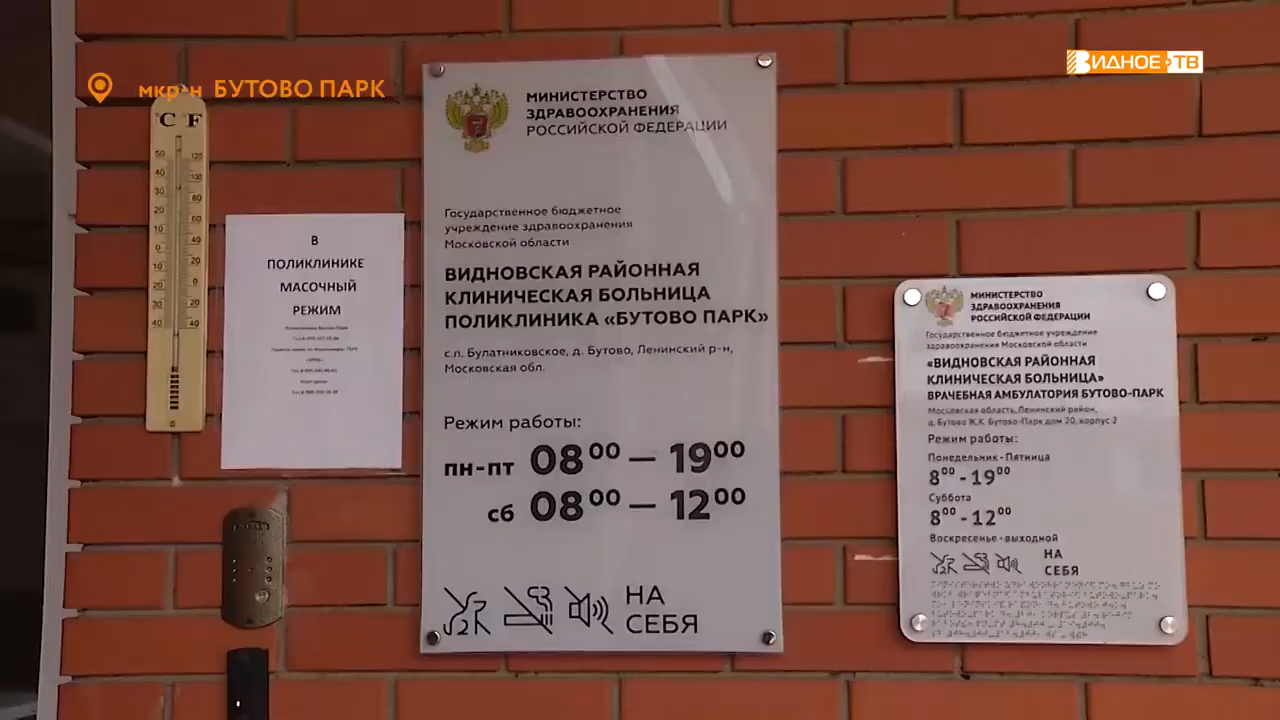 мкр-н БУТОВО ПАРК
ВИДНОЕ ТВ
°C °F
В
ПОЛИКЛИНИКЕ
МАСОЧНЫЙ
РЕЖИМ
МИНИСТЕРСТВО
ЗДРАВООХРАНЕНИЯ
РОССИЙСКОЙ ФЕДЕРАЦИИ
Государственное бюджетное
учреждение здравоохранения
Московской области
ВИДНОВСКАЯ РАЙОННАЯ
КЛИНИЧЕСКАЯ БОЛЬНИЦА
ПОЛИКЛИНИКА «БУТОВО ПАРК»
с.п. Булатниковское, д. Бутово, Ленинский р-н,
Московская обл.
Режим работы:
пн-пт 08⁰⁰ — 19⁰⁰
сб 08⁰⁰ — 12⁰⁰
НА
СЕБЯ
МИНИСТЕРСТВО
ЗДРАВООХРАНЕНИЯ
РОССИЙСКОЙ ФЕДЕРАЦИИ
Государственное бюджетное учреждение
здравоохранения Московской области
«ВИДНОВСКАЯ РАЙОННАЯ
КЛИНИЧЕСКАЯ БОЛЬНИЦА»
ВРАЧЕБНАЯ АМБУЛАТОРИЯ БУТОВО-ПАРК
Московская область, Ленинский район,
д. Бутово Ж.К. Бутово-Парк дом 20, корпус 2
Режим работы:
Понедельник - Пятница
8⁰⁰ - 19⁰⁰
Суббота
8⁰⁰ - 12⁰⁰
Воскресенье - выходной
НА
СЕБЯ